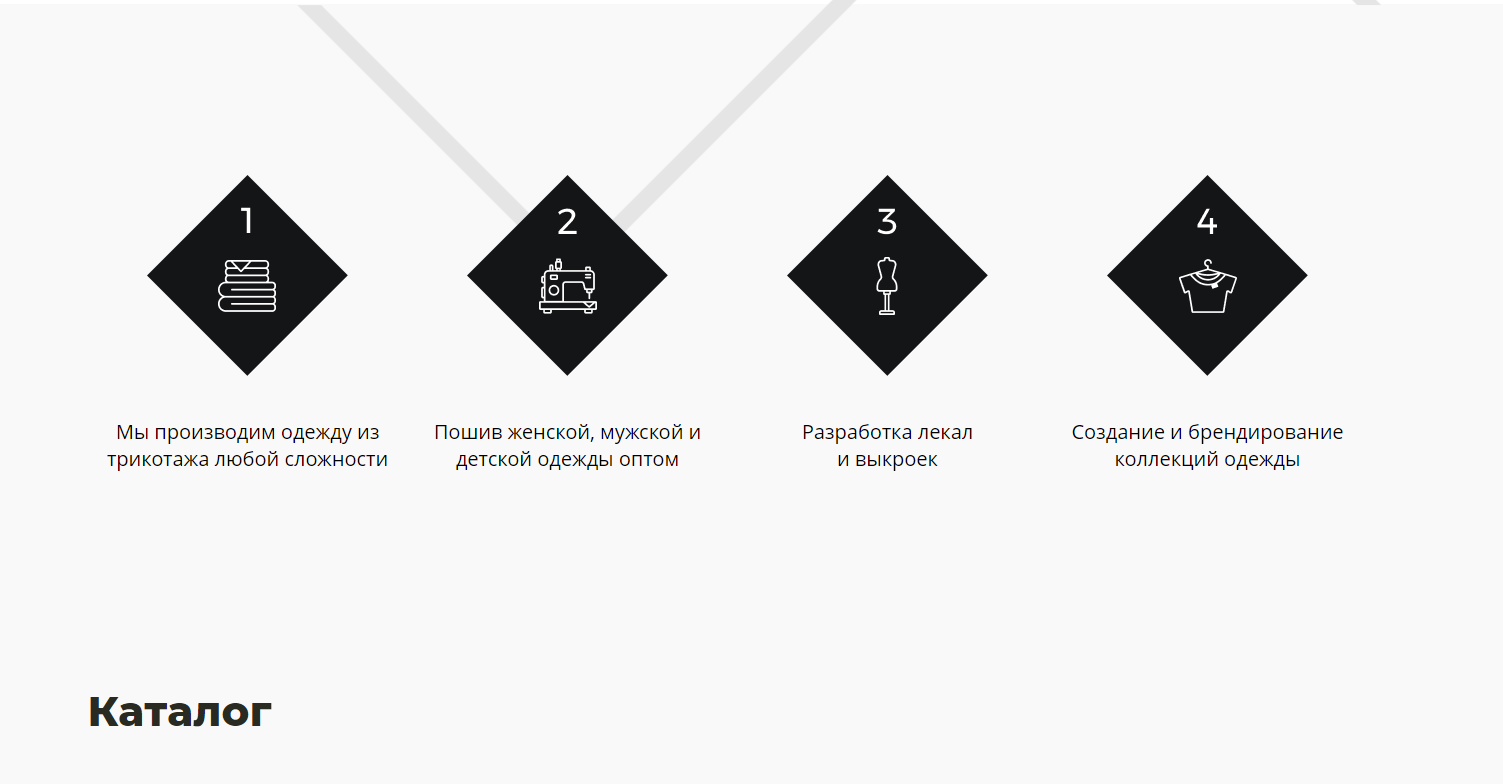 1
2
3
4
Мы производим одежду из
трикотажа любой сложности
Пошив женской, мужской и
детской одежды оптом
Разработка лекал
и выкроек
Создание и брендирование
коллекций одежды
Каталог